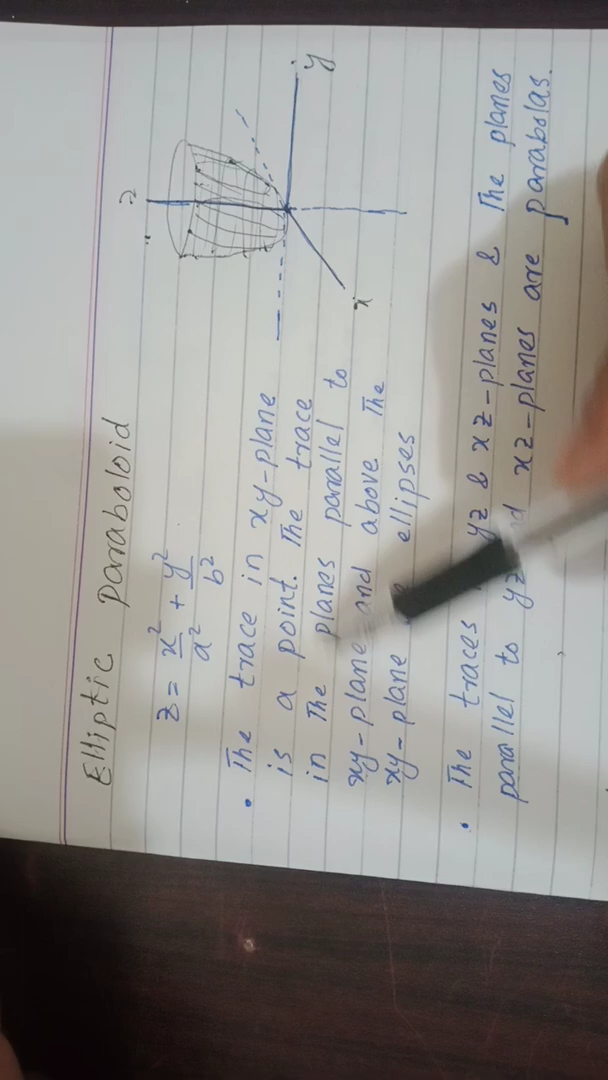 Elliptic paraboloid
z = x²/a² + y²/b²
• The trace in xy-plane
is a point. The trace
in The planes parallel to
xy-plane and above The
xy-plane ellipses
• The traces yz & xz-planes & The planes
parallel to yz xz-planes are parabolas.
z
y
x